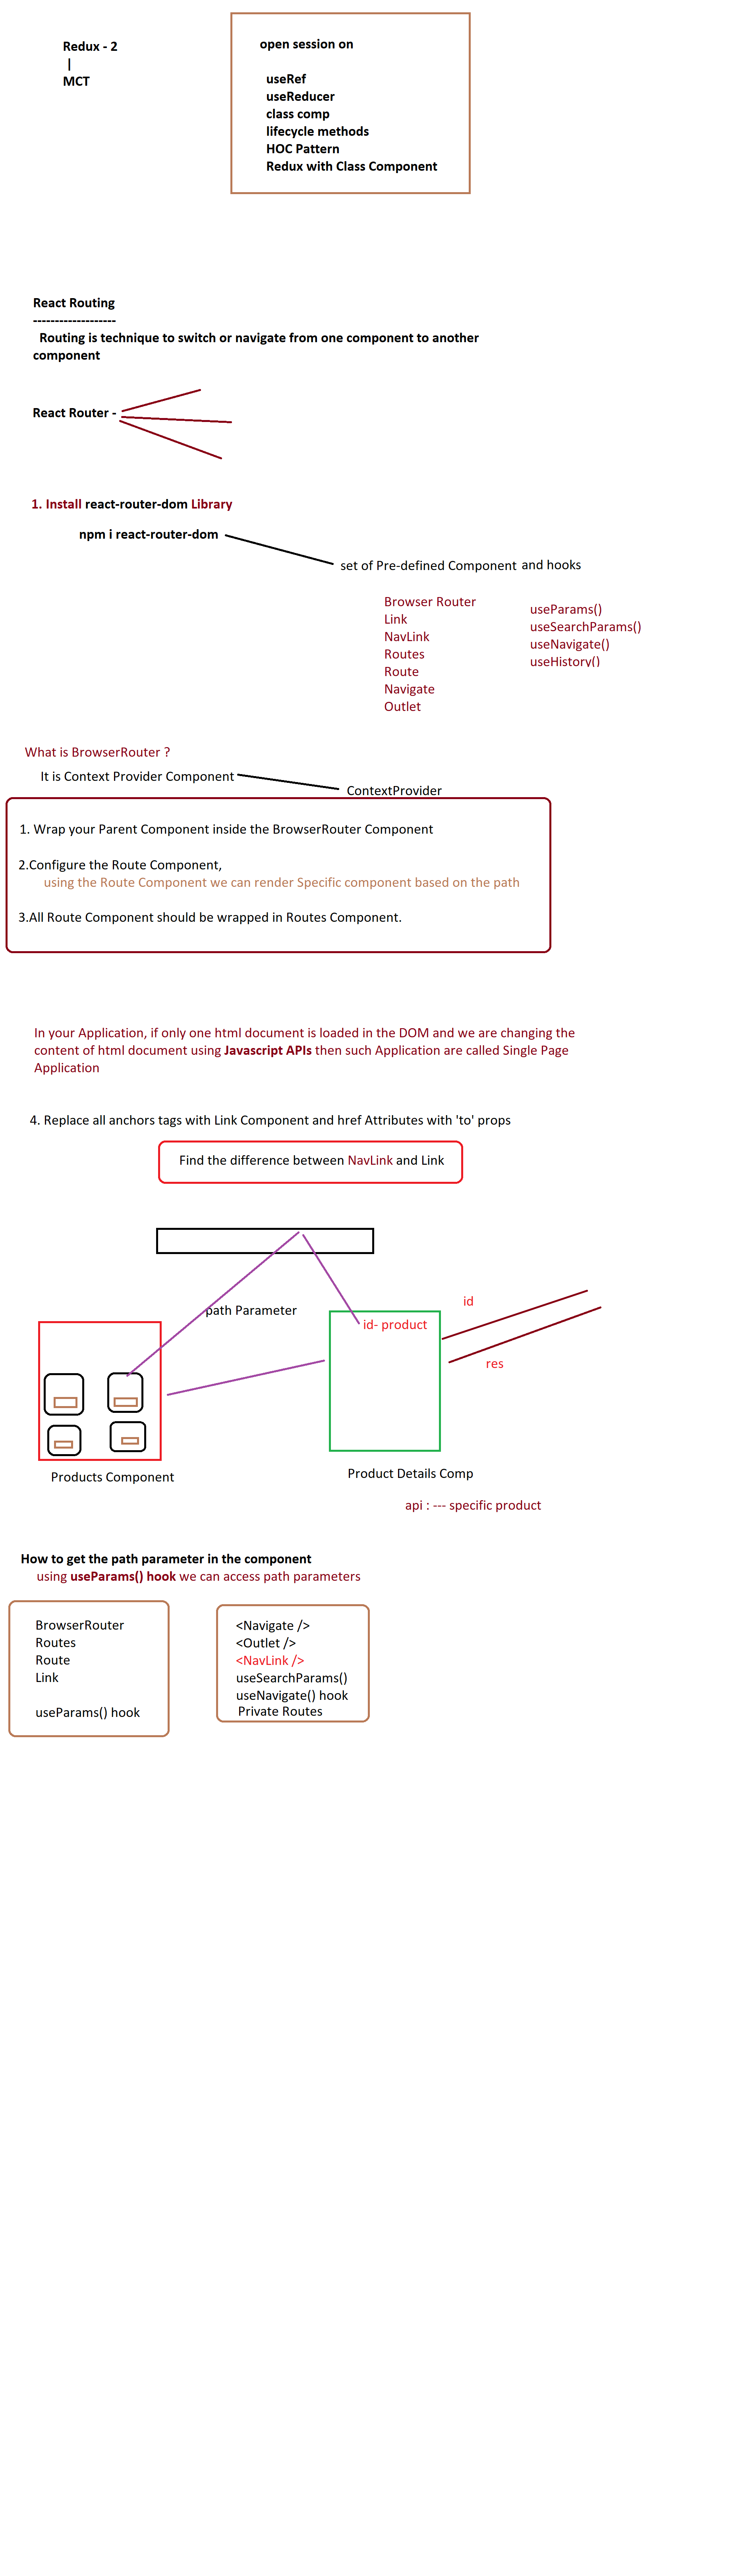 Redux - 2
|
MCT
open session on
useRef
useReducer
class comp
lifecycle methods
HOC Pattern
Redux with Class Component
React Routing
-------------------
Routing is technique to switch or navigate from one component to another
component
React Router -
1. Install react-router-dom Library
npm i react-router-dom
set of Pre-defined Component and hooks
Browser Router
Link
NavLink
Routes
Route
Navigate
Outlet
useParams()
useSearchParams()
useNavigate()
useHistory()
What is BrowserRouter ?
It is Context Provider Component
ContextProvider
1. Wrap your Parent Component inside the BrowserRouter Component
2.Configure the Route Component,
using the Route Component we can render Specific component based on the path
3.All Route Component should be wrapped in Routes Component.
In your Application, if only one html document is loaded in the DOM and we are changing the
content of html document using Javascript APIs then such Application are called Single Page
Application
4. Replace all anchors tags with Link Component and href Attributes with 'to' props
Find the difference between NavLink and Link
path Parameter
id- product
id
res
Products Component
Product Details Comp
api : --- specific product
How to get the path parameter in the component
using useParams() hook we can access path parameters
BrowserRouter
Routes
Route
Link
useParams() hook
<Navigate />
<Outlet />
<NavLink />
useSearchParams()
useNavigate() hook
Private Routes